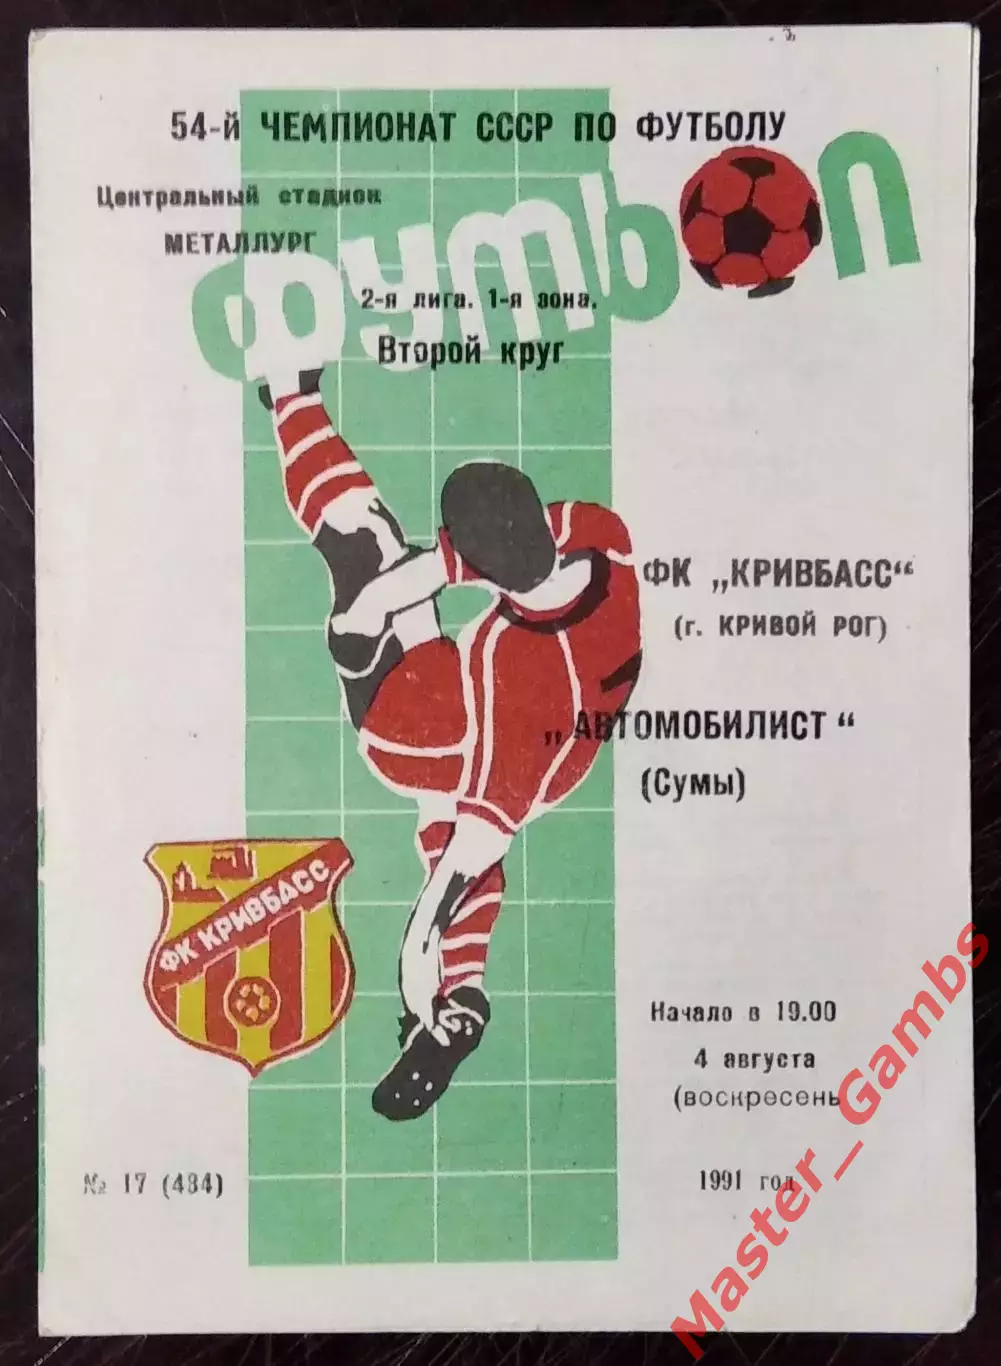 54-й ЧЕМПИОНАТ СССР ПО ФУТБОЛУ
Центральный стадион
МЕТАЛЛУРГ
футбол
2-я лига. 1-я зона.
Второй круг
ФК „КРИВБАСС“
(г. КРИВОЙ РОГ)
„АВТОМОБИЛИСТ“
(Сумы)
ФК КРИВБАСС
Начало в 19.00
4 августа
(воскресень
№ 17 (484)
1991 год
Master_Gambs